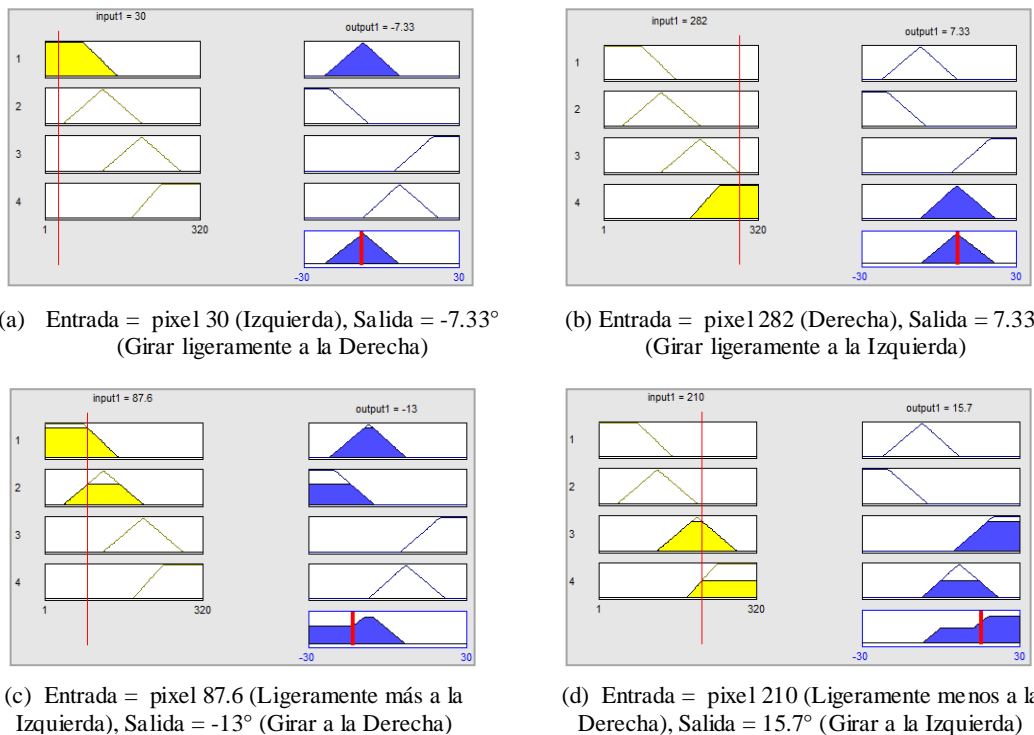 input1 = 30
output1 = -7.33
1
2
3
4
1
320
-30
30
input1 = 282
output1 = 7.33
1
2
3
4
1
320
-30
30
(a) Entrada = pixel 30 (Izquierda), Salida = -7.33°
(Girar ligeramente a la Derecha)
(b) Entrada = pixel 282 (Derecha), Salida = 7.33
(Girar ligeramente a la Izquierda)
input1 = 87.6
output1 = -13
1
2
3
4
1
320
-30
30
input1 = 210
output1 = 15.7
1
2
3
4
1
320
-30
30
(c) Entrada = pixel 87.6 (Ligeramente más a la
Izquierda), Salida = -13° (Girar a la Derecha)
(d) Entrada = pixel 210 (Ligeramente menos a la
Derecha), Salida = 15.7° (Girar a la Izquierda)